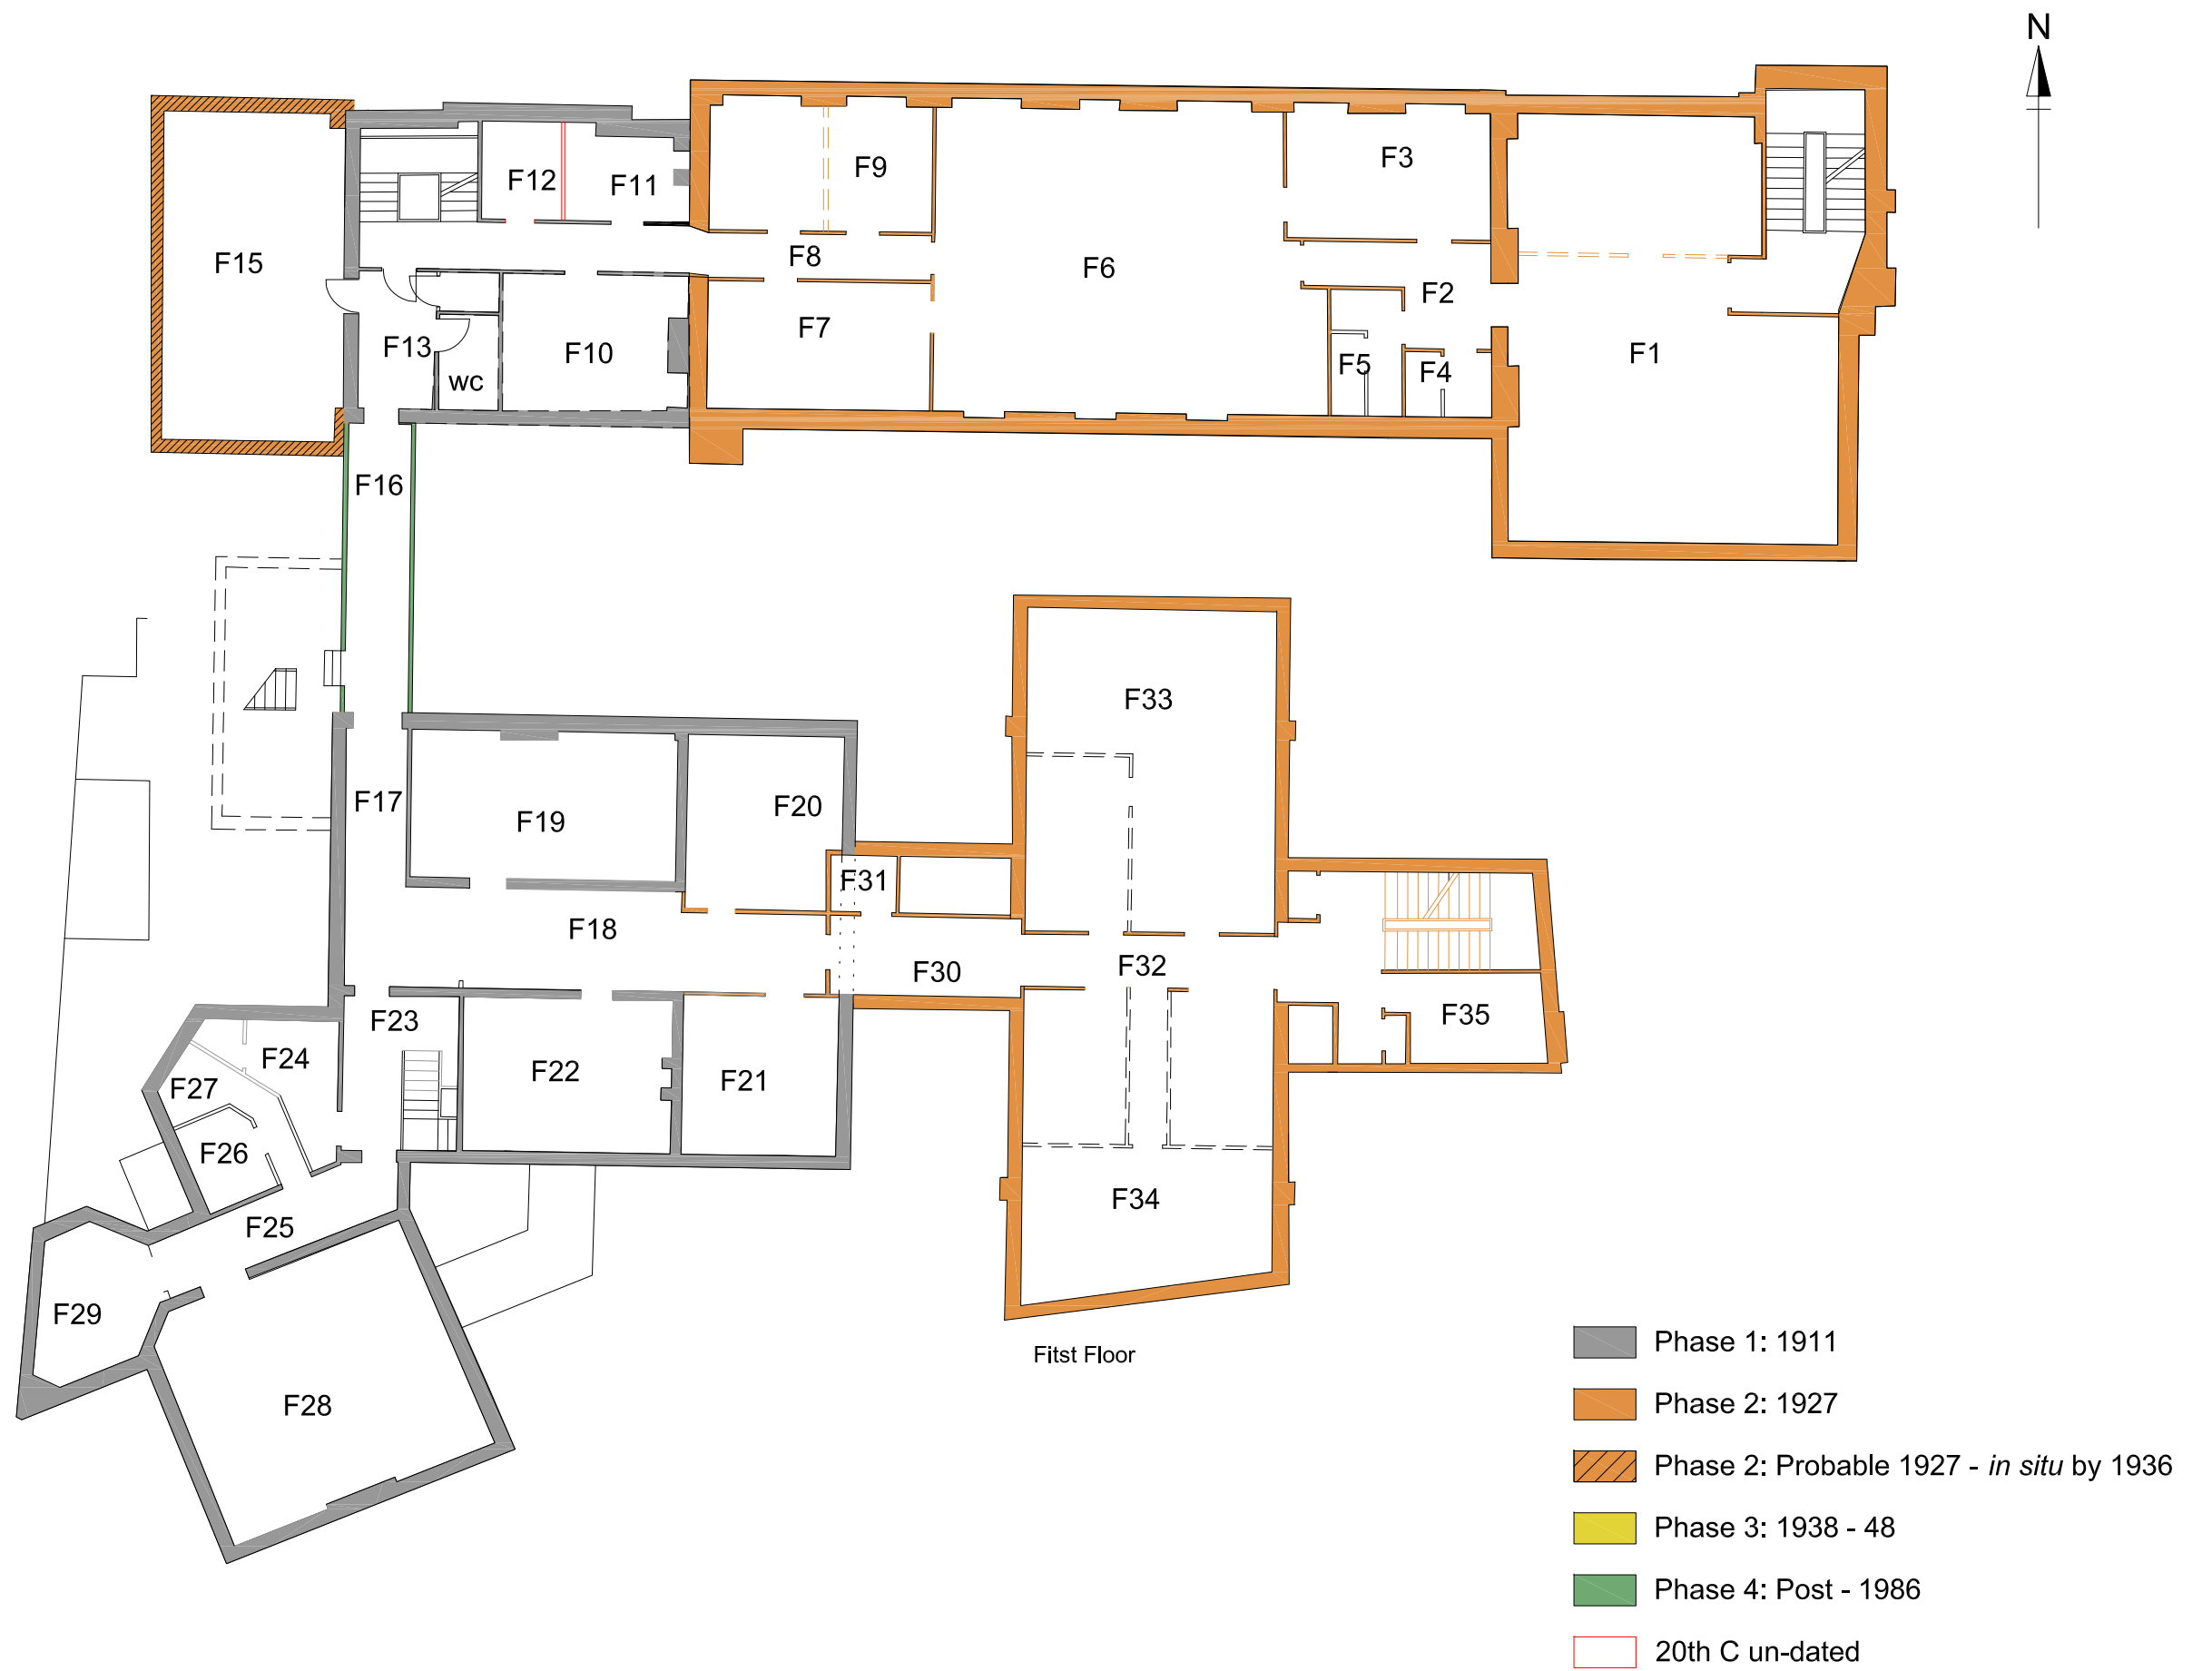 N
F12
F11
F9
F3
F15
F8
F6
F2
F7
F1
F13
F10
F5
F4
wc
F16
F33
F17
F19
F20
F31
F18
F30
F32
F23
F35
F24
F27
F22
F21
F26
F34
F25
F29
F28
Fitst Floor
Phase 1: 1911
Phase 2: 1927
Phase 2: Probable 1927 - in situ by 1936
Phase 3: 1938 - 48
Phase 4: Post - 1986
20th C un-dated